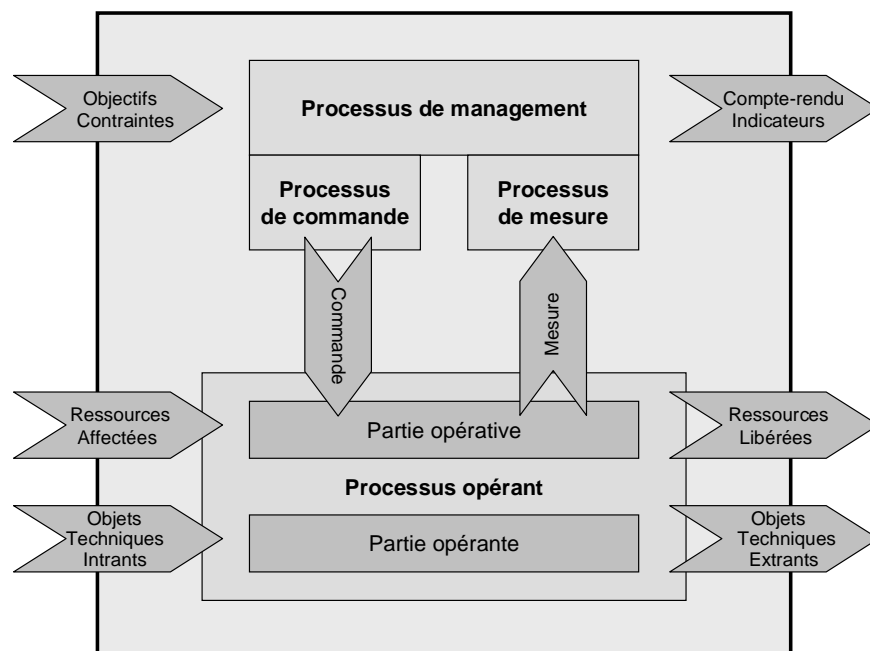 Objectifs
Contraintes
Processus de management
Compte-rendu
Indicateurs
Processus
de commande
Processus
de mesure
Commande
Mesure
Ressources
Affectées
Partie opérative
Ressources
Libérées
Processus opérant
Objets
Techniques
Intrants
Partie opérante
Objets
Techniques
Extrants